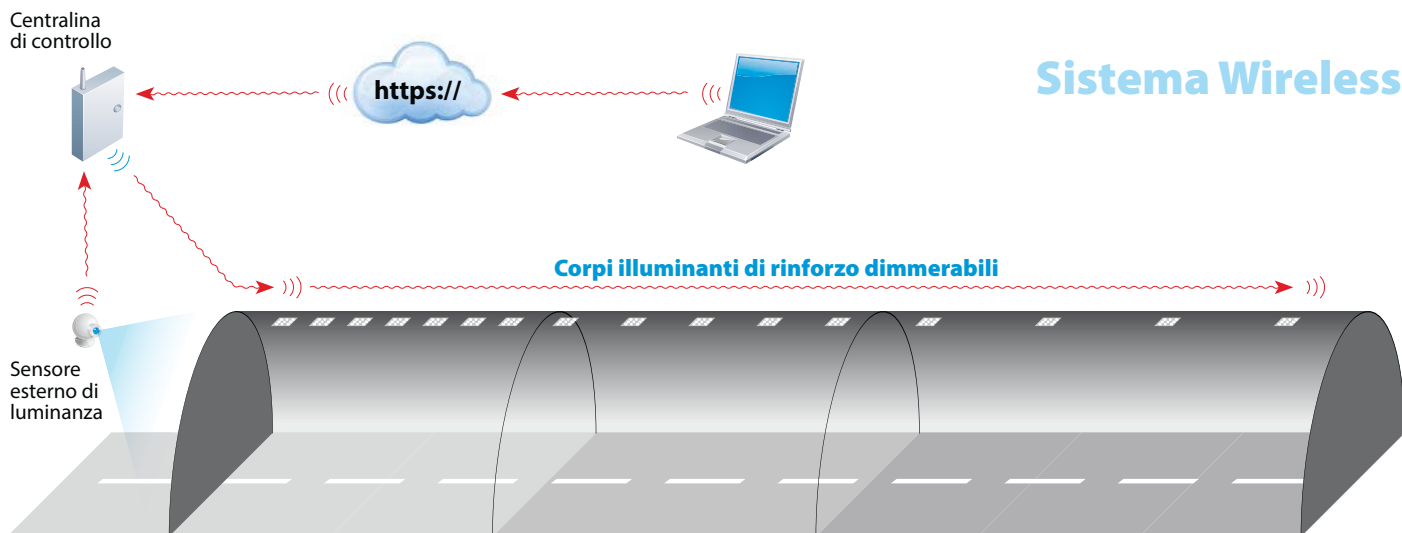 Centralina
di controllo
https://
Sistema Wireless
Corpi illuminanti di rinforzo dimmerabili
Sensore
esterno di
luminanza